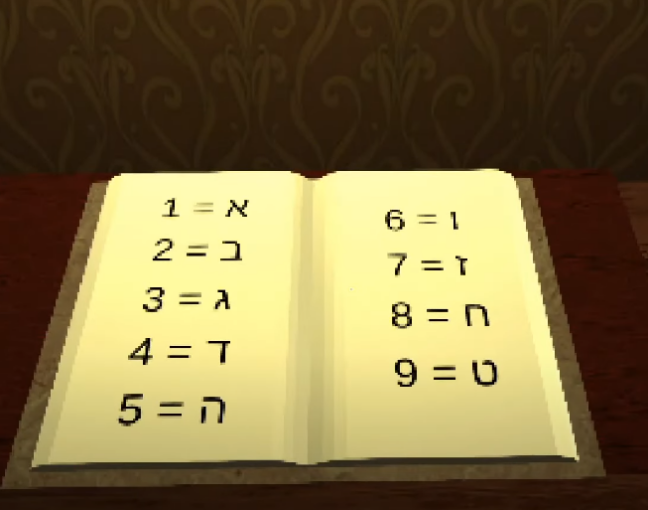 1 = א
2 = ב
3 = ג
4 = ד
5 = ה
6 = ו
7 = ז
8 = ח
9 = ט